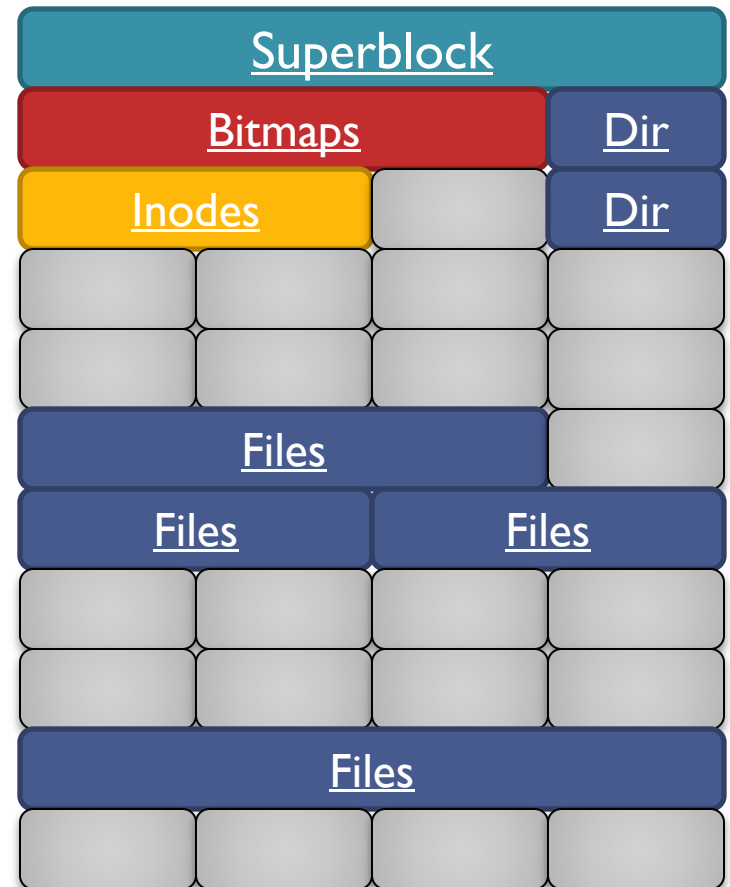 Superblock
Bitmaps
Dir
Inodes
Dir
Files
Files
Files
Files